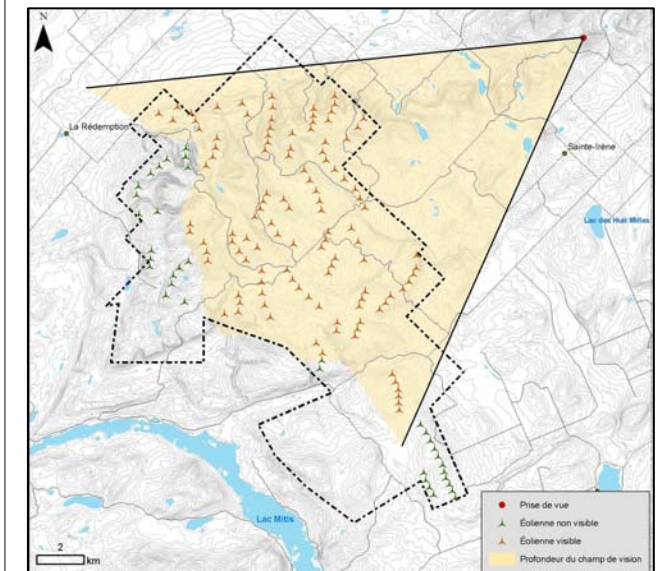 N
La Rédemption
Sainte-Irène
Lac des Huit Milles
Lac Mitis
2
km
Prise de vue
Éolienne non visible
Éolienne visible
Profondeur du champ de vision